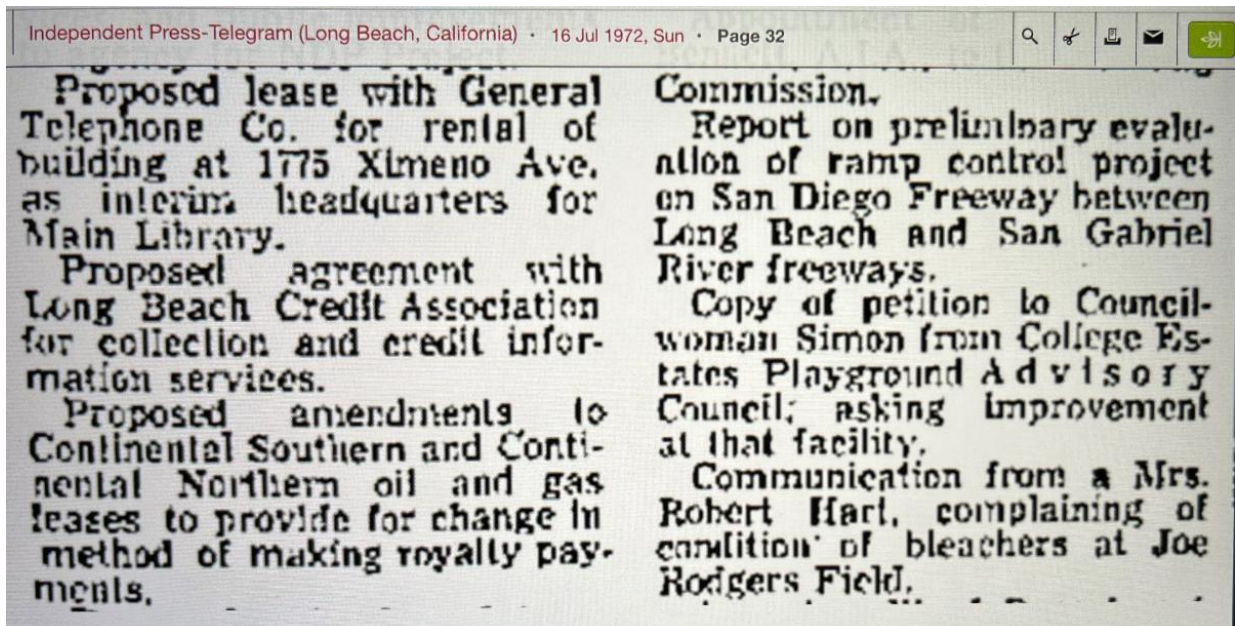 Independent Press-Telegram (Long Beach, California) · 16 Jul 1972, Sun · Page 32
Proposed lease with General
Telephone Co. for rental of
building at 1775 Ximeno Ave.
as interim headquarters for
Main Library.
Proposed agreement with
Long Beach Credit Association
for collection and credit infor-
mation services.
Proposed amendments to
Continental Southern and Conti-
nental Northern oil and gas
leases to provide for change in
method of making royalty pay-
ments.
Commission.
Report on preliminary evalu-
ation of ramp control project
on San Diego Freeway between
Long Beach and San Gabriel
River freeways.
Copy of petition to Council-
woman Simon from College Es-
tates Playground Advisory
Council; asking improvement
at that facility.
Communication from a Mrs.
Robert Hart, complaining of
condition of bleachers at Joe
Rodgers Field.